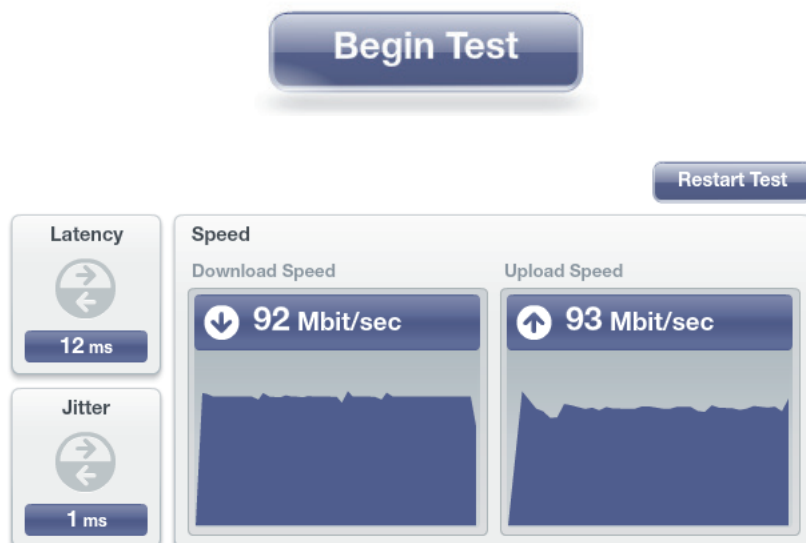 Begin Test
Restart Test
Latency
12 ms
Jitter
1 ms
Speed
Download Speed
92 Mbit/sec
Upload Speed
93 Mbit/sec